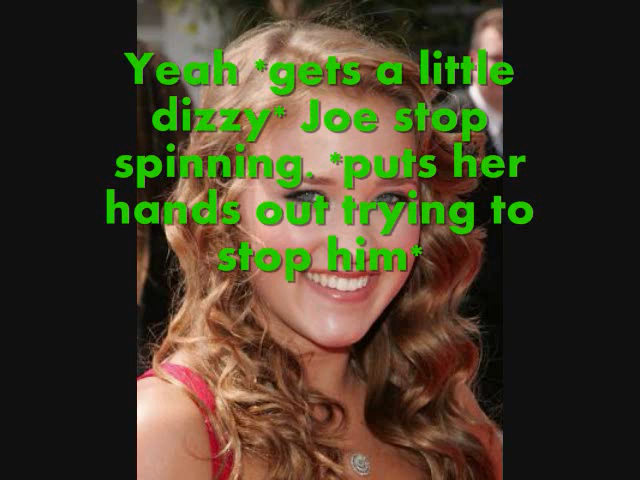 Yeah *gets a little
dizzy* Joe stop
spinning. *puts her
hands out trying to
stop him*